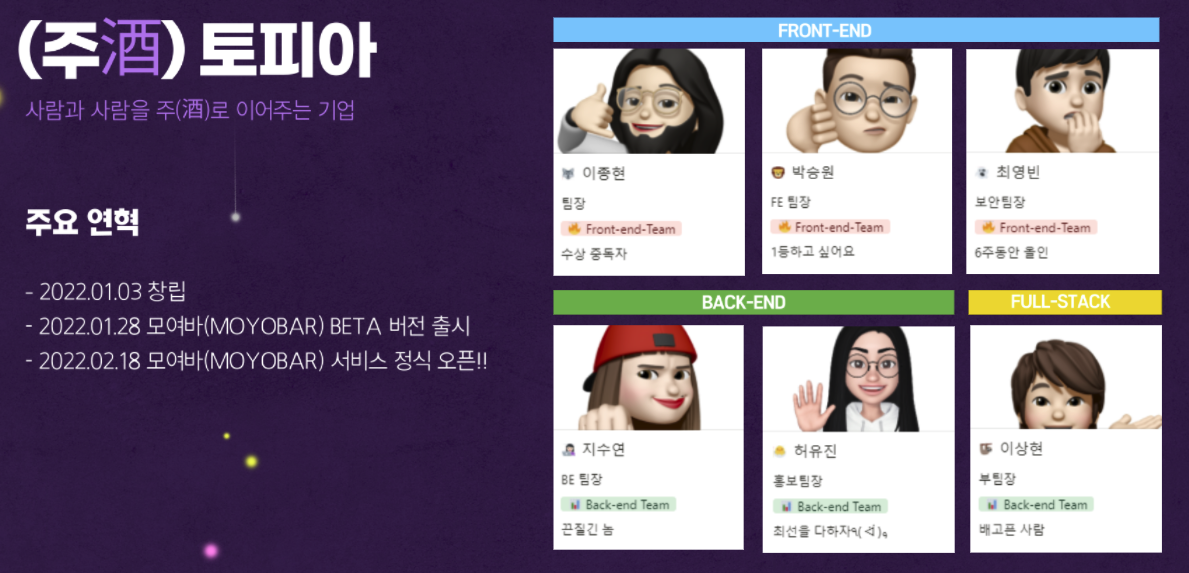 (주酒) 토피아
사람과 사람을 주(酒)로 이어주는 기업
주요 연혁
- 2022.01.03 창립
- 2022.01.28 모여바(MOYOBAR) BETA 버전 출시
- 2022.02.18 모여바(MOYOBAR) 서비스 정식 오픈!!
FRONT-END
이종현
팀장
Front-end-Team
수상 중독자
박승원
FE 팀장
Front-end-Team
1등하고 싶어요
최영빈
보안팀장
Front-end-Team
6주동안 올인
BACK-END
지수연
BE 팀장
Back-end Team
끈질긴 놈
허유진
홍보팀장
Back-end Team
최선을 다하자٩( ᐛ )و
FULL-STACK
이상현
부팀장
Back-end Team
배고픈 사람